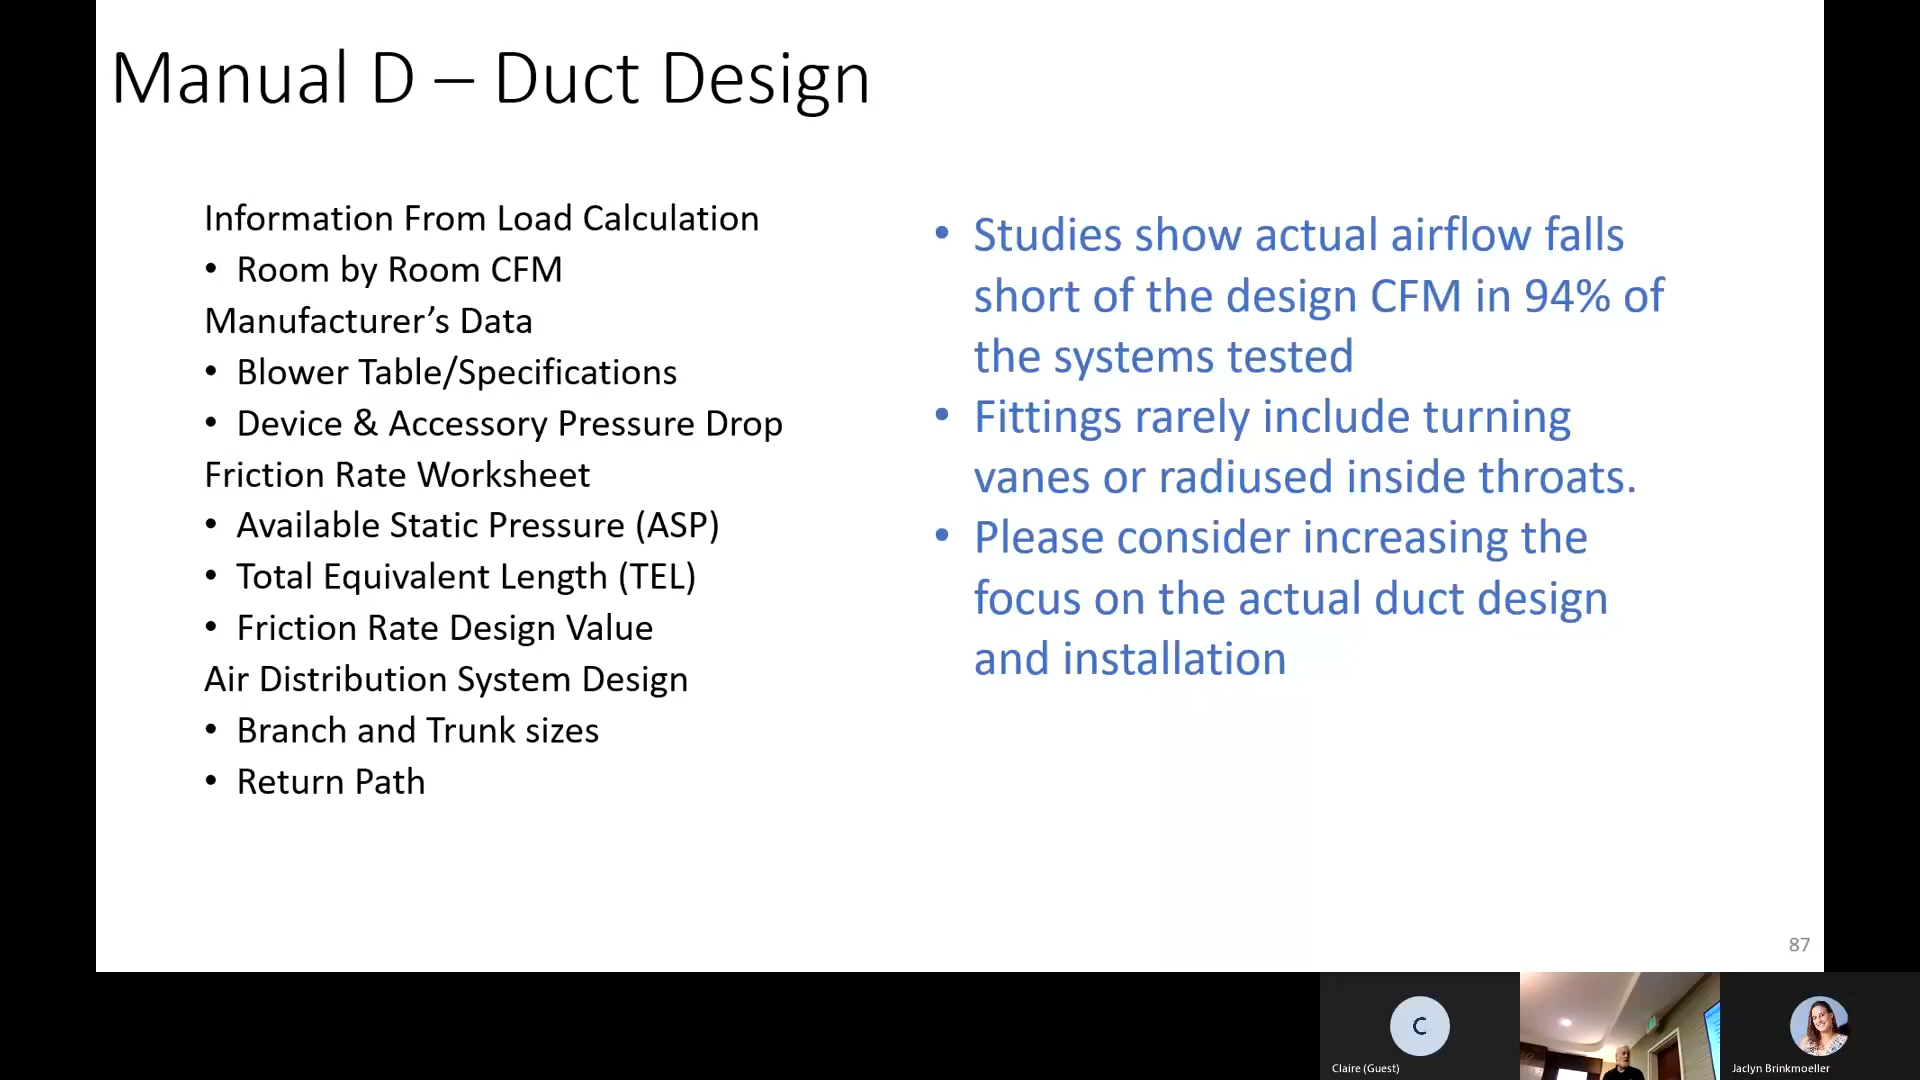 Manual D – Duct Design
Information From Load Calculation
• Room by Room CFM
Manufacturer’s Data
• Blower Table/Specifications
• Device & Accessory Pressure Drop
Friction Rate Worksheet
• Available Static Pressure (ASP)
• Total Equivalent Length (TEL)
• Friction Rate Design Value
Air Distribution System Design
• Branch and Trunk sizes
• Return Path
• Studies show actual airflow falls
short of the design CFM in 94% of
the systems tested
• Fittings rarely include turning
vanes or radiused inside throats.
• Please consider increasing the
focus on the actual duct design
and installation
87
C
Claire (Guest)
Jaclyn Brinkmoeller